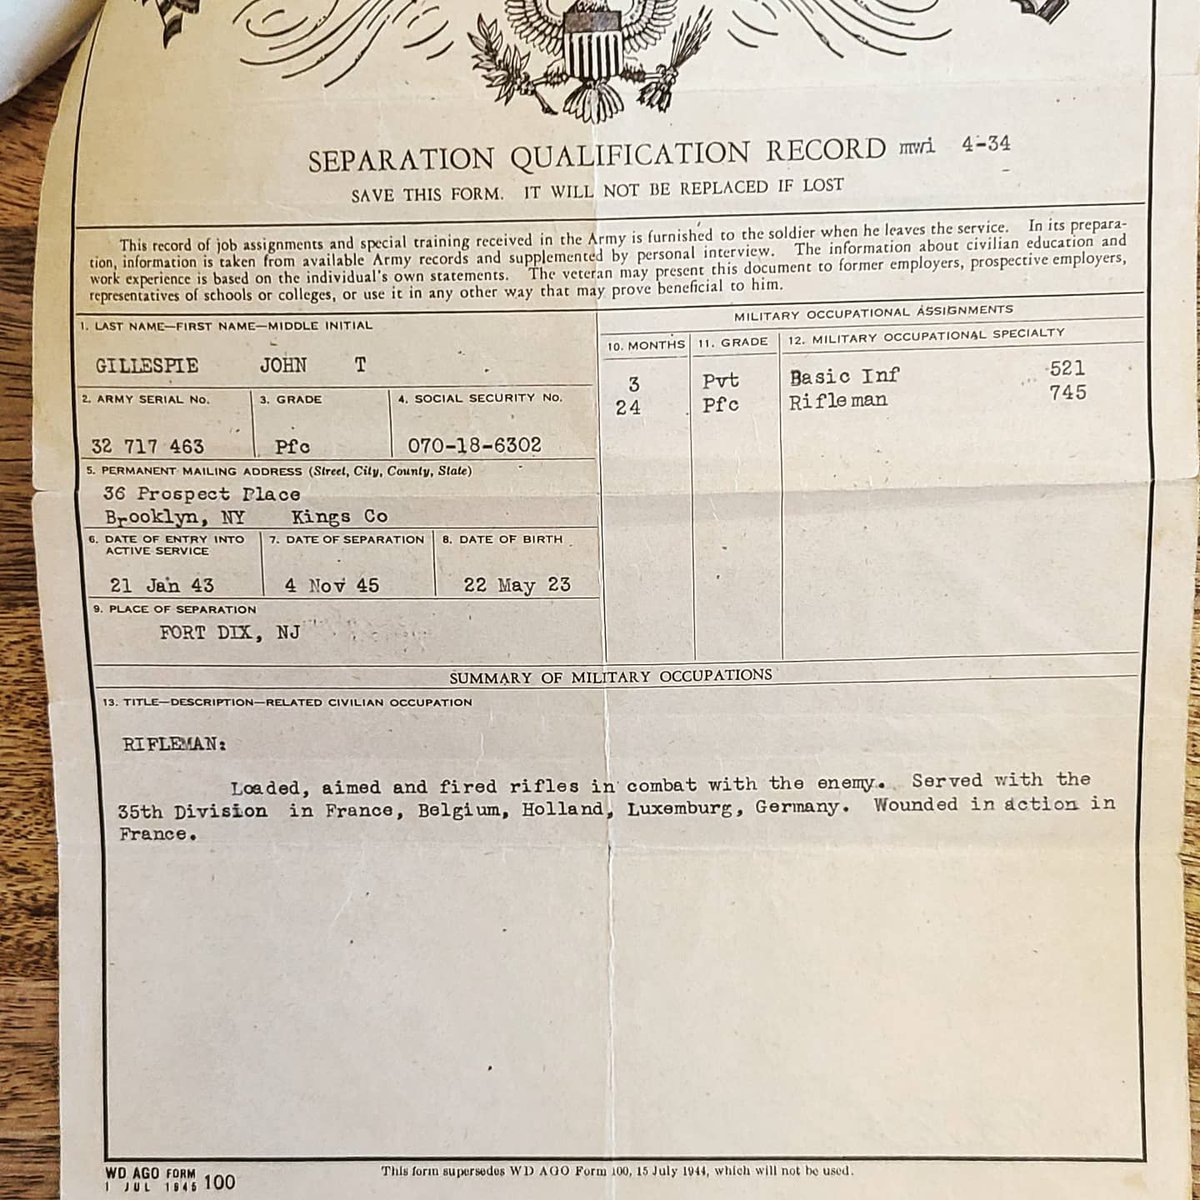 SEPARATION QUALIFICATION RECORD mwi 4-34
SAVE THIS FORM. IT WILL NOT BE REPLACED IF LOST
This record of job assignments and special training received in the Army is furnished to the soldier when he leaves the service. In its prepara-
tion, information is taken from available Army records and supplemented by personal interview. The information about civilian education and
work experience is based on the individual's own statements. The veteran may present this document to former employers, prospective employers,
representatives of schools or colleges, or use it in any other way that may prove beneficial to him.
1. LAST NAME—FIRST NAME—MIDDLE INITIAL
GILLESPIE JOHN T
2. ARMY SERIAL No. 3. GRADE 4. SOCIAL SECURITY No.
32 717 463 Pfc 070-18-6302
5. PERMANENT MAILING ADDRESS (Street, City, County, State)
36 Prospect Place
Brooklyn, NY Kings Co
6. DATE OF ENTRY INTO ACTIVE SERVICE 7. DATE OF SEPARATION 8. DATE OF BIRTH
21 Jan 43 4 Nov 45 22 May 23
9. PLACE OF SEPARATION
FORT DIX, NJ
MILITARY OCCUPATIONAL ASSIGNMENTS
10. MONTHS 11. GRADE 12. MILITARY OCCUPATIONAL SPECIALTY
3 Pvt Basic Inf 521
24 Pfc Rifleman 745
SUMMARY OF MILITARY OCCUPATIONS
13. TITLE—DESCRIPTION—RELATED CIVILIAN OCCUPATION
RIFLEMAN:
Loaded, aimed and fired rifles in combat with the enemy. Served with the
35th Division in France, Belgium, Holland, Luxemburg, Germany. Wounded in action in
France.
WD AGO FORM 100
1 JUL 1945
This form supersedes WD AGO Form 100, 15 July 1944, which will not be used.